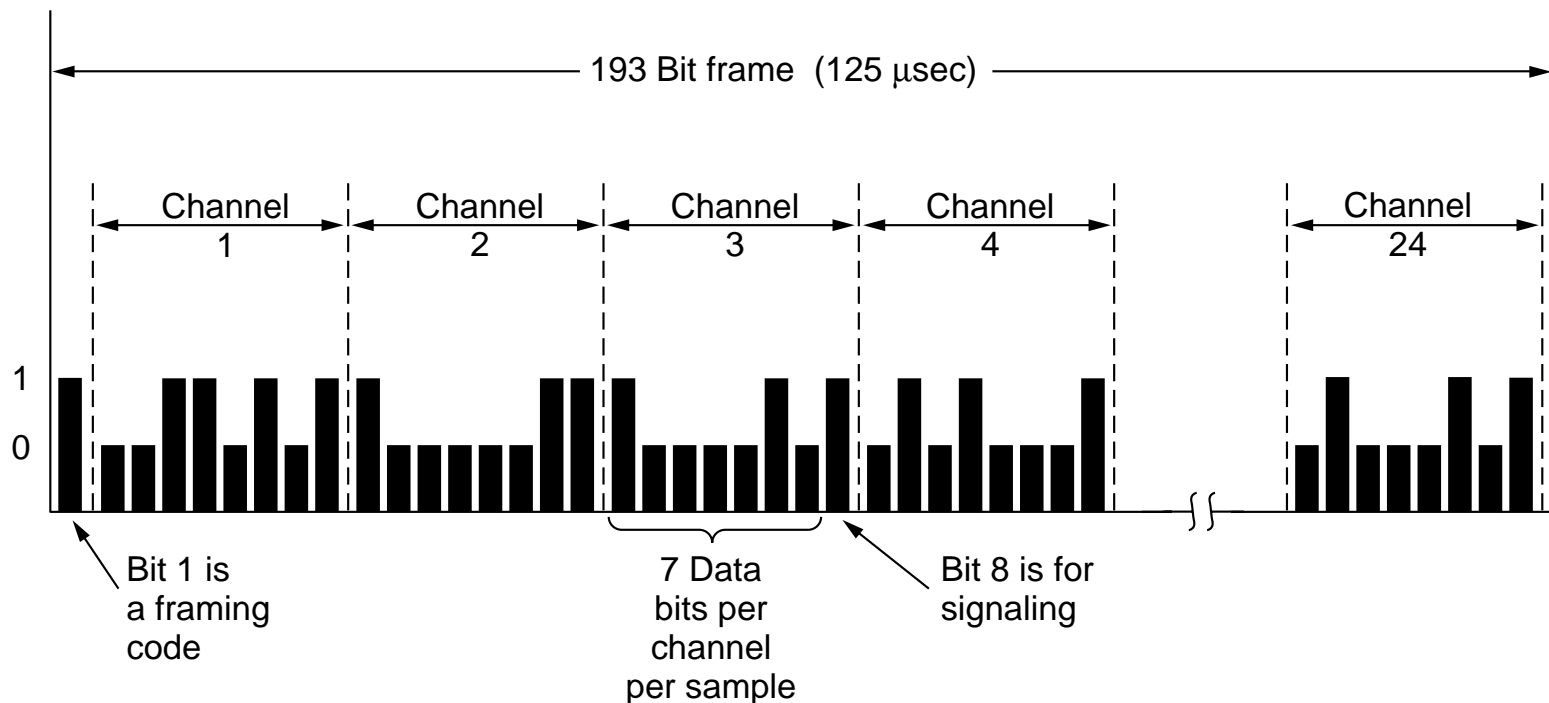 193 Bit frame (125 μsec)
Channel
1
Channel
2
Channel
3
Channel
4
Channel
24
1
0
Bit 1 is
a framing
code
7 Data
bits per
channel
per sample
Bit 8 is for
signaling